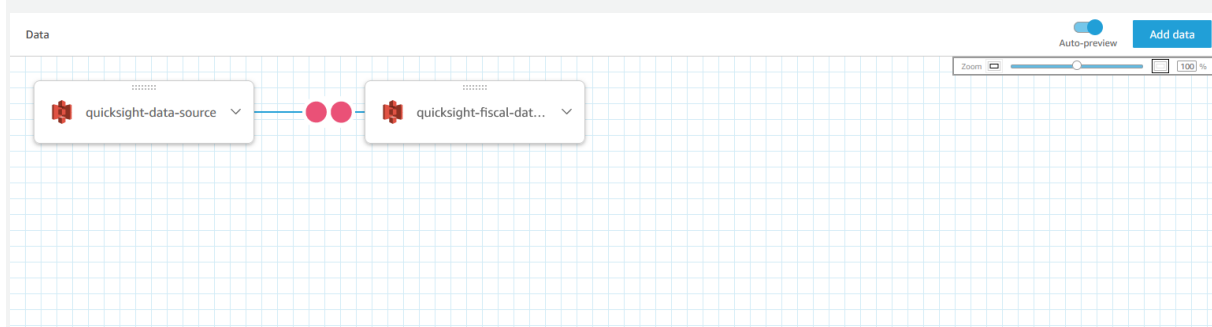 Data
Auto-preview
Add data
Zoom
100 %
quicksight-data-source
quicksight-fiscal-dat...